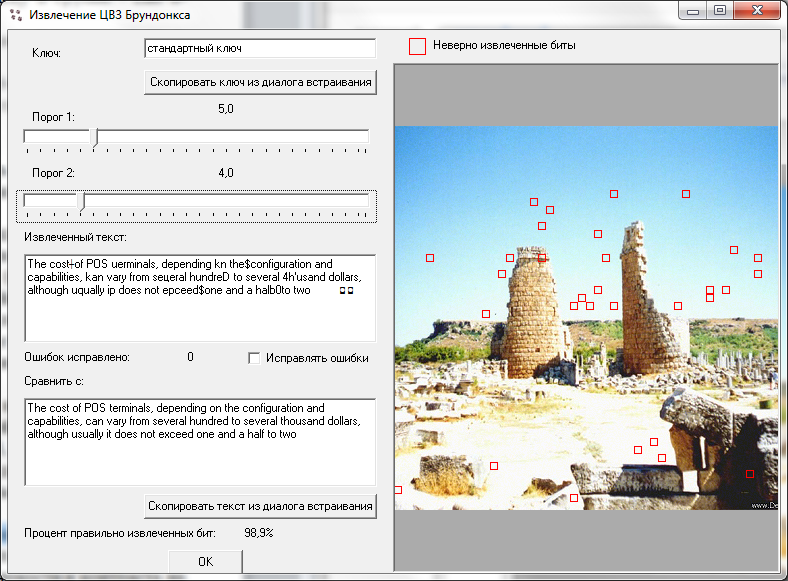 Извлечение ЦВЗ Брундонкса
Ключ:
стандартный ключ
Скопировать ключ из диалога встраивания
Порог 1:
5,0
Порог 2:
4,0
Извлеченный текст:
The cost+of POS uerminals, depending kn the$configuration and
capabilities, kan vary from seцeral hundreD to several 4h'usand dollars,
although uqually ip does not epceed$one and a halb0to two
Ошибок исправлено:
0
Исправлять ошибки
Сравнить с:
The cost of POS terminals, depending on the configuration and
capabilities, can vary from several hundred to several thousand dollars,
although usually it does not exceed one and a half to two
Скопировать текст из диалога встраивания
Процент правильно извлеченных бит:
98,9%
OK
Неверно извлеченные биты
www.De